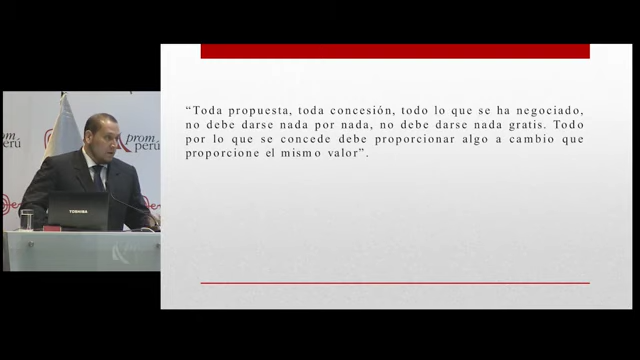 “Toda propuesta, toda concesión, todo lo que se ha negociado,
no debe darse nada por nada, no debe darse nada gratis. Todo
por lo que se concede debe proporcionar algo a cambio que
proporcione el mismo valor”.
prom
perú
prom
perú
TOSHIBA